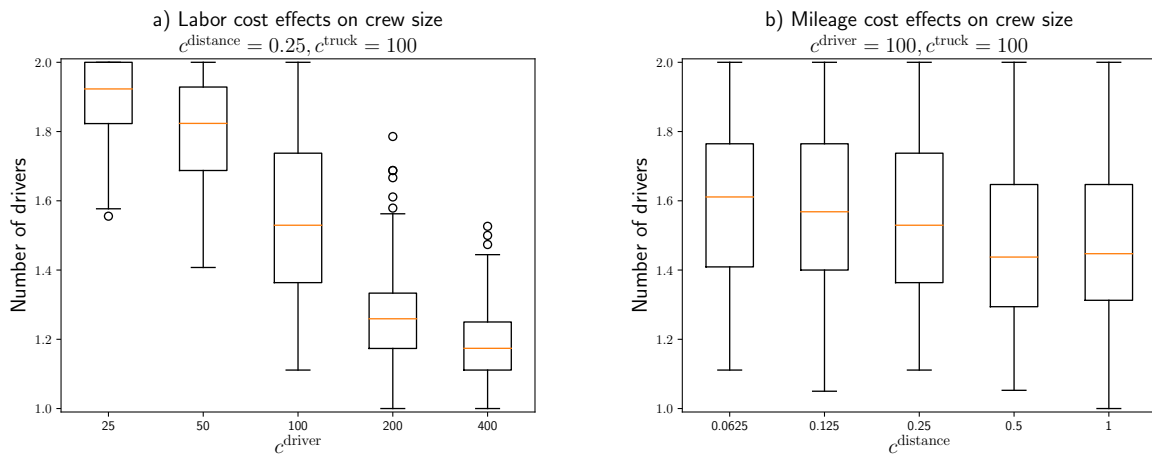 a) Labor cost effects on crew size
c^distance = 0.25, c^truck = 100
Number of drivers
2.0
1.8
1.6
1.4
1.2
1.0
25 50 100 200 400
c^driver
b) Mileage cost effects on crew size
c^driver = 100, c^truck = 100
Number of drivers
2.0
1.8
1.6
1.4
1.2
1.0
0.0625 0.125 0.25 0.5 1
c^distance